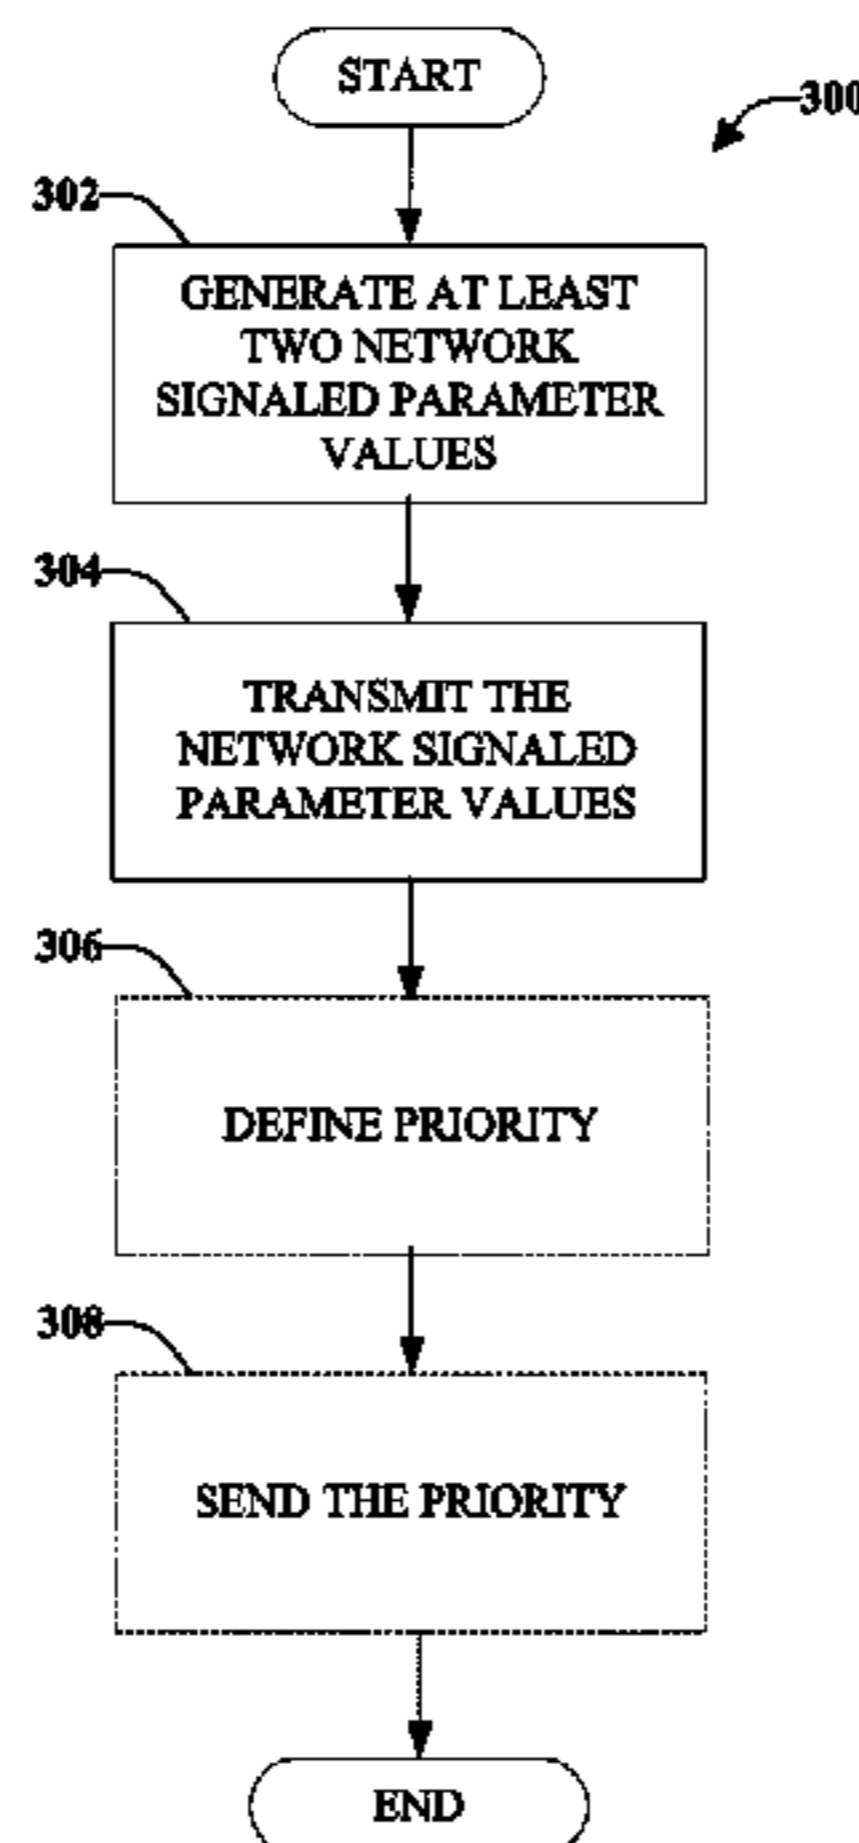 START
300
302
GENERATE AT LEAST
TWO NETWORK
SIGNALED PARAMETER
VALUES
304
TRANSMIT THE
NETWORK SIGNALED
PARAMETER VALUES
306
DEFINE PRIORITY
308
SEND THE PRIORITY
END